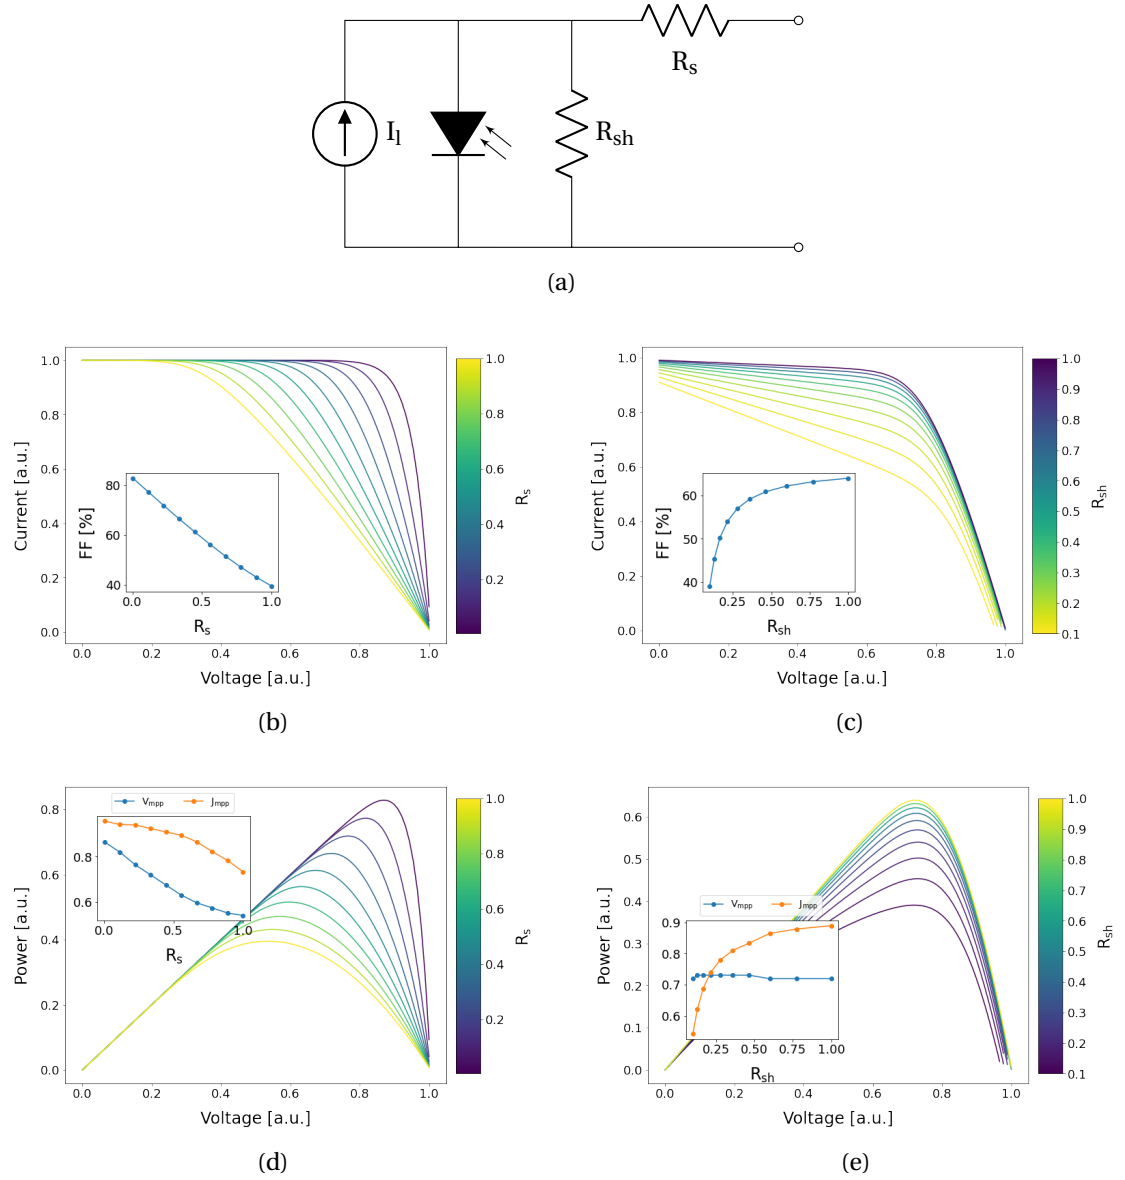 R_s
I_l
R_sh
(a)
1.0
0.8
0.6
0.4
0.2
0.0
Current [a.u.]
0.0 0.2 0.4 0.6 0.8 1.0
Voltage [a.u.]
80
60
40
FF [%]
0.0 0.5 1.0
R_s
1.0
0.8
0.6
0.4
0.2
R_s
(b)
1.0
0.8
0.6
0.4
0.2
0.0
Current [a.u.]
0.0 0.2 0.4 0.6 0.8 1.0
Voltage [a.u.]
60
50
40
FF [%]
0.25 0.50 0.75 1.00
R_sh
1.0
0.9
0.8
0.7
0.6
0.5
0.4
0.3
0.2
0.1
R_sh
(c)
0.8
0.6
0.4
0.2
0.0
Power [a.u.]
0.0 0.2 0.4 0.6 0.8 1.0
Voltage [a.u.]
V_mpp J_mpp
0.8
0.6
0.0 0.5 1.0
R_s
1.0
0.8
0.6
0.4
0.2
R_s
(d)
0.6
0.5
0.4
0.3
0.2
0.1
0.0
Power [a.u.]
0.0 0.2 0.4 0.6 0.8 1.0
Voltage [a.u.]
V_mpp J_mpp
0.9
0.8
0.7
0.6
0.25 0.50 0.75 1.00
R_sh
1.0
0.9
0.8
0.7
0.6
0.5
0.4
0.3
0.2
0.1
R_sh
(e)